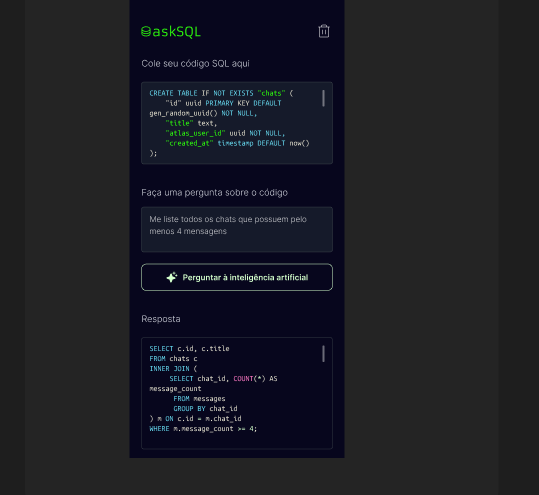 askSQL
Cole seu código SQL aqui
CREATE TABLE IF NOT EXISTS "chats" (
"id" uuid PRIMARY KEY DEFAULT
gen_random_uuid() NOT NULL,
"title" text,
"atlas_user_id" uuid NOT NULL,
"created_at" timestamp DEFAULT now()
);
Faça uma pergunta sobre o código
Me liste todos os chats que possuem pelo
menos 4 mensagens
Perguntar à inteligência artificial
Resposta
SELECT c.id, c.title
FROM chats c
INNER JOIN (
SELECT chat_id, COUNT(*) AS
message_count
FROM messages
GROUP BY chat_id
) m ON c.id = m.chat_id
WHERE m.message_count >= 4;